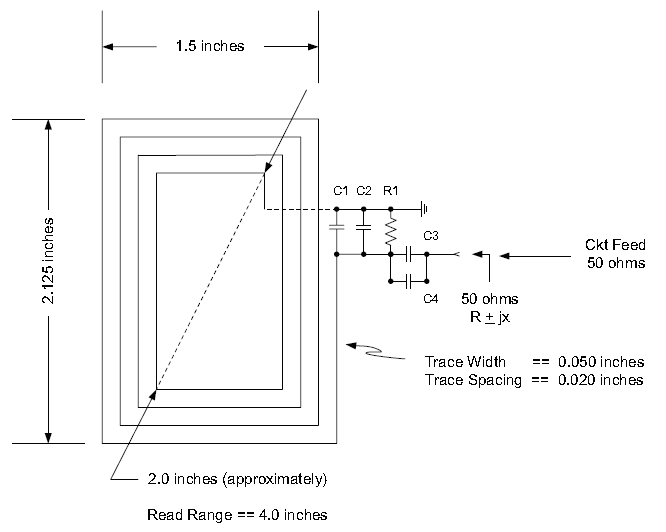 1.5 inches
2.125 inches
C1 C2 R1
C3
C4
Ckt Feed
50 ohms
50 ohms
R ± jx
Trace Width == 0.050 inches
Trace Spacing == 0.020 inches
2.0 inches (approximately)
Read Range == 4.0 inches